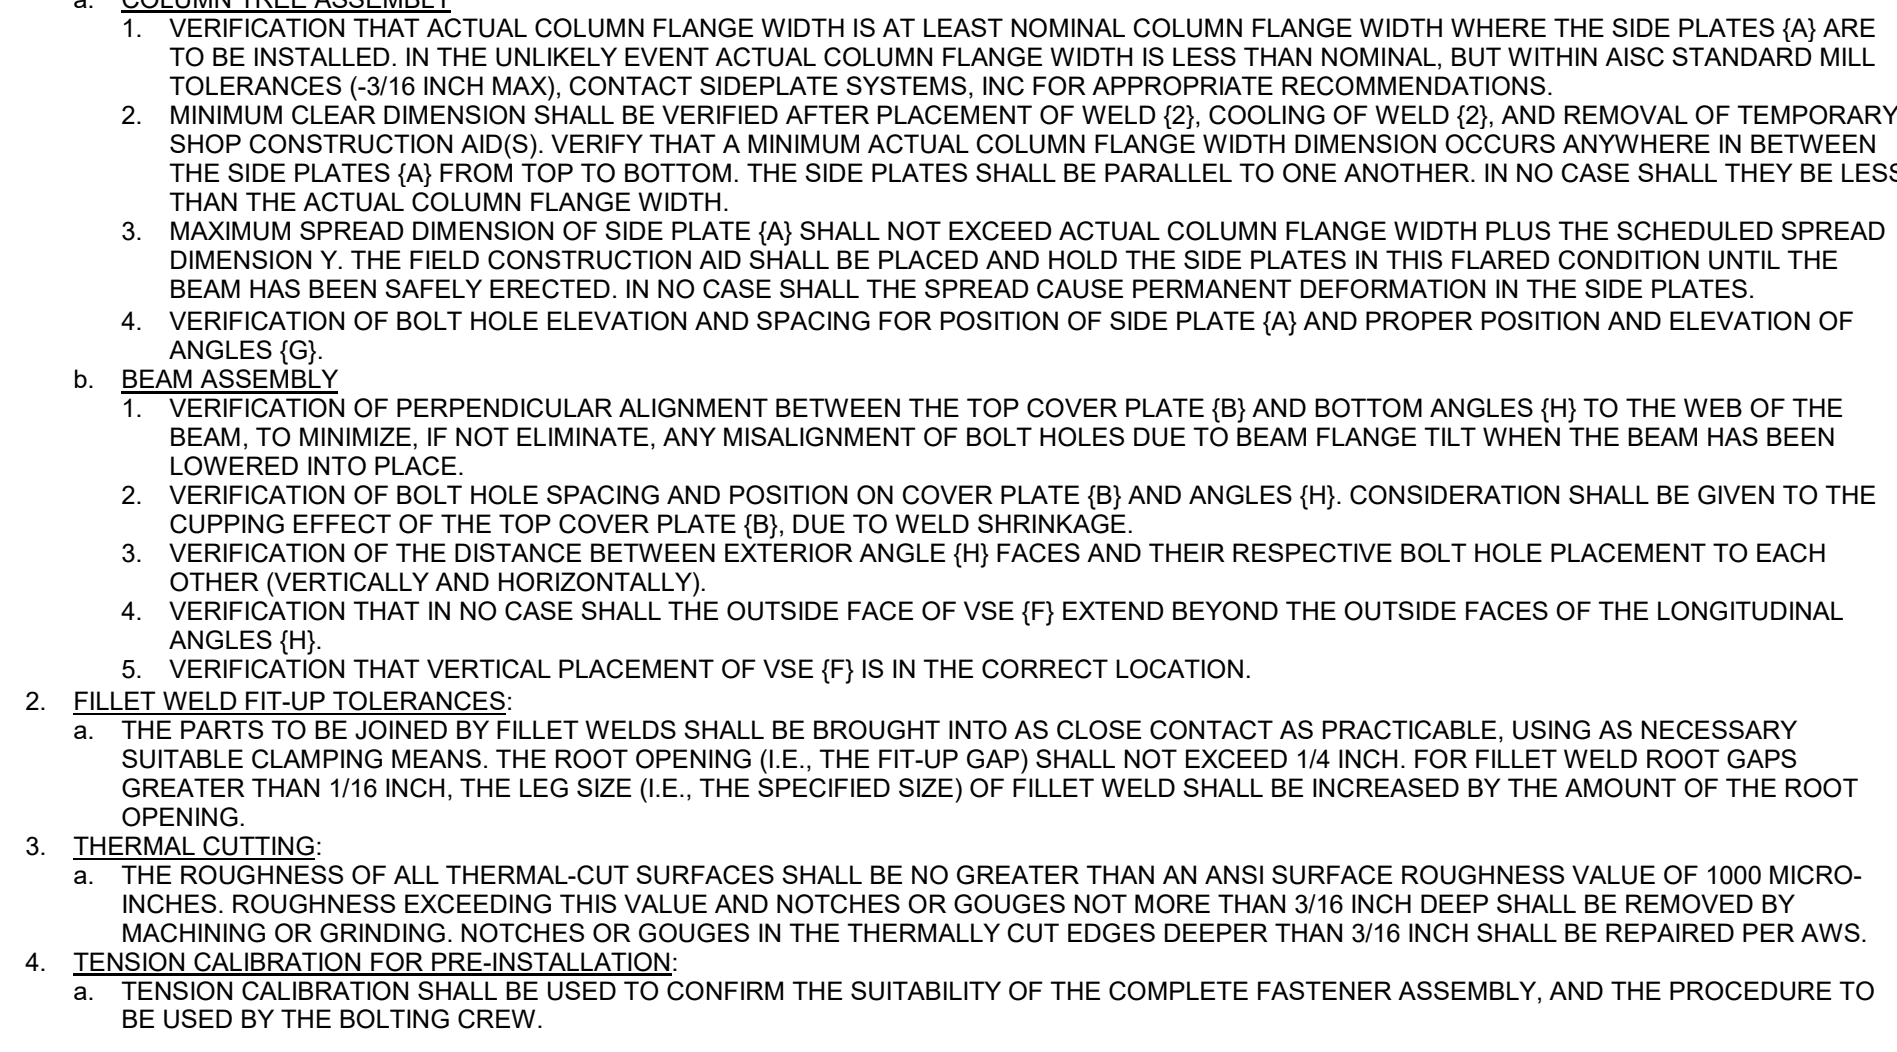 a. COLUMN TREE ASSEMBLY
1. VERIFICATION THAT ACTUAL COLUMN FLANGE WIDTH IS AT LEAST NOMINAL COLUMN FLANGE WIDTH WHERE THE SIDE PLATES {A} ARE
TO BE INSTALLED. IN THE UNLIKELY EVENT ACTUAL COLUMN FLANGE WIDTH IS LESS THAN NOMINAL, BUT WITHIN AISC STANDARD MILL
TOLERANCES (-3/16 INCH MAX), CONTACT SIDEPLATE SYSTEMS, INC FOR APPROPRIATE RECOMMENDATIONS.
2. MINIMUM CLEAR DIMENSION SHALL BE VERIFIED AFTER PLACEMENT OF WELD {2}, COOLING OF WELD {2}, AND REMOVAL OF TEMPORARY
SHOP CONSTRUCTION AID(S). VERIFY THAT A MINIMUM ACTUAL COLUMN FLANGE WIDTH DIMENSION OCCURS ANYWHERE IN BETWEEN
THE SIDE PLATES {A} FROM TOP TO BOTTOM. THE SIDE PLATES SHALL BE PARALLEL TO ONE ANOTHER. IN NO CASE SHALL THEY BE LESS
THAN THE ACTUAL COLUMN FLANGE WIDTH.
3. MAXIMUM SPREAD DIMENSION OF SIDE PLATE {A} SHALL NOT EXCEED ACTUAL COLUMN FLANGE WIDTH PLUS THE SCHEDULED SPREAD
DIMENSION Y. THE FIELD CONSTRUCTION AID SHALL BE PLACED AND HOLD THE SIDE PLATES IN THIS FLARED CONDITION UNTIL THE
BEAM HAS BEEN SAFELY ERECTED. IN NO CASE SHALL THE SPREAD CAUSE PERMANENT DEFORMATION IN THE SIDE PLATES.
4. VERIFICATION OF BOLT HOLE ELEVATION AND SPACING FOR POSITION OF SIDE PLATE {A} AND PROPER POSITION AND ELEVATION OF
ANGLES {G}.
b. BEAM ASSEMBLY
1. VERIFICATION OF PERPENDICULAR ALIGNMENT BETWEEN THE TOP COVER PLATE {B} AND BOTTOM ANGLES {H} TO THE WEB OF THE
BEAM, TO MINIMIZE, IF NOT ELIMINATE, ANY MISALIGNMENT OF BOLT HOLES DUE TO BEAM FLANGE TILT WHEN THE BEAM HAS BEEN
LOWERED INTO PLACE.
2. VERIFICATION OF BOLT HOLE SPACING AND POSITION ON COVER PLATE {B} AND ANGLES {H}. CONSIDERATION SHALL BE GIVEN TO THE
CUPPING EFFECT OF THE TOP COVER PLATE {B}, DUE TO WELD SHRINKAGE.
3. VERIFICATION OF THE DISTANCE BETWEEN EXTERIOR ANGLE {H} FACES AND THEIR RESPECTIVE BOLT HOLE PLACEMENT TO EACH
OTHER (VERTICALLY AND HORIZONTALLY).
4. VERIFICATION THAT IN NO CASE SHALL THE OUTSIDE FACE OF VSE {F} EXTEND BEYOND THE OUTSIDE FACES OF THE LONGITUDINAL
ANGLES {H}.
5. VERIFICATION THAT VERTICAL PLACEMENT OF VSE {F} IS IN THE CORRECT LOCATION.
2. FILLET WELD FIT-UP TOLERANCES:
a. THE PARTS TO BE JOINED BY FILLET WELDS SHALL BE BROUGHT INTO AS CLOSE CONTACT AS PRACTICABLE, USING AS NECESSARY
SUITABLE CLAMPING MEANS. THE ROOT OPENING (I.E., THE FIT-UP GAP) SHALL NOT EXCEED 1/4 INCH. FOR FILLET WELD ROOT GAPS
GREATER THAN 1/16 INCH, THE LEG SIZE (I.E., THE SPECIFIED SIZE) OF FILLET WELD SHALL BE INCREASED BY THE AMOUNT OF THE ROOT
OPENING.
3. THERMAL CUTTING:
a. THE ROUGHNESS OF ALL THERMAL-CUT SURFACES SHALL BE NO GREATER THAN AN ANSI SURFACE ROUGHNESS VALUE OF 1000 MICRO-
INCHES. ROUGHNESS EXCEEDING THIS VALUE AND NOTCHES OR GOUGES NOT MORE THAN 3/16 INCH DEEP SHALL BE REMOVED BY
MACHINING OR GRINDING. NOTCHES OR GOUGES IN THE THERMALLY CUT EDGES DEEPER THAN 3/16 INCH SHALL BE REPAIRED PER AWS.
4. TENSION CALIBRATION FOR PRE-INSTALLATION:
a. TENSION CALIBRATION SHALL BE USED TO CONFIRM THE SUITABILITY OF THE COMPLETE FASTENER ASSEMBLY, AND THE PROCEDURE TO
BE USED BY THE BOLTING CREW.